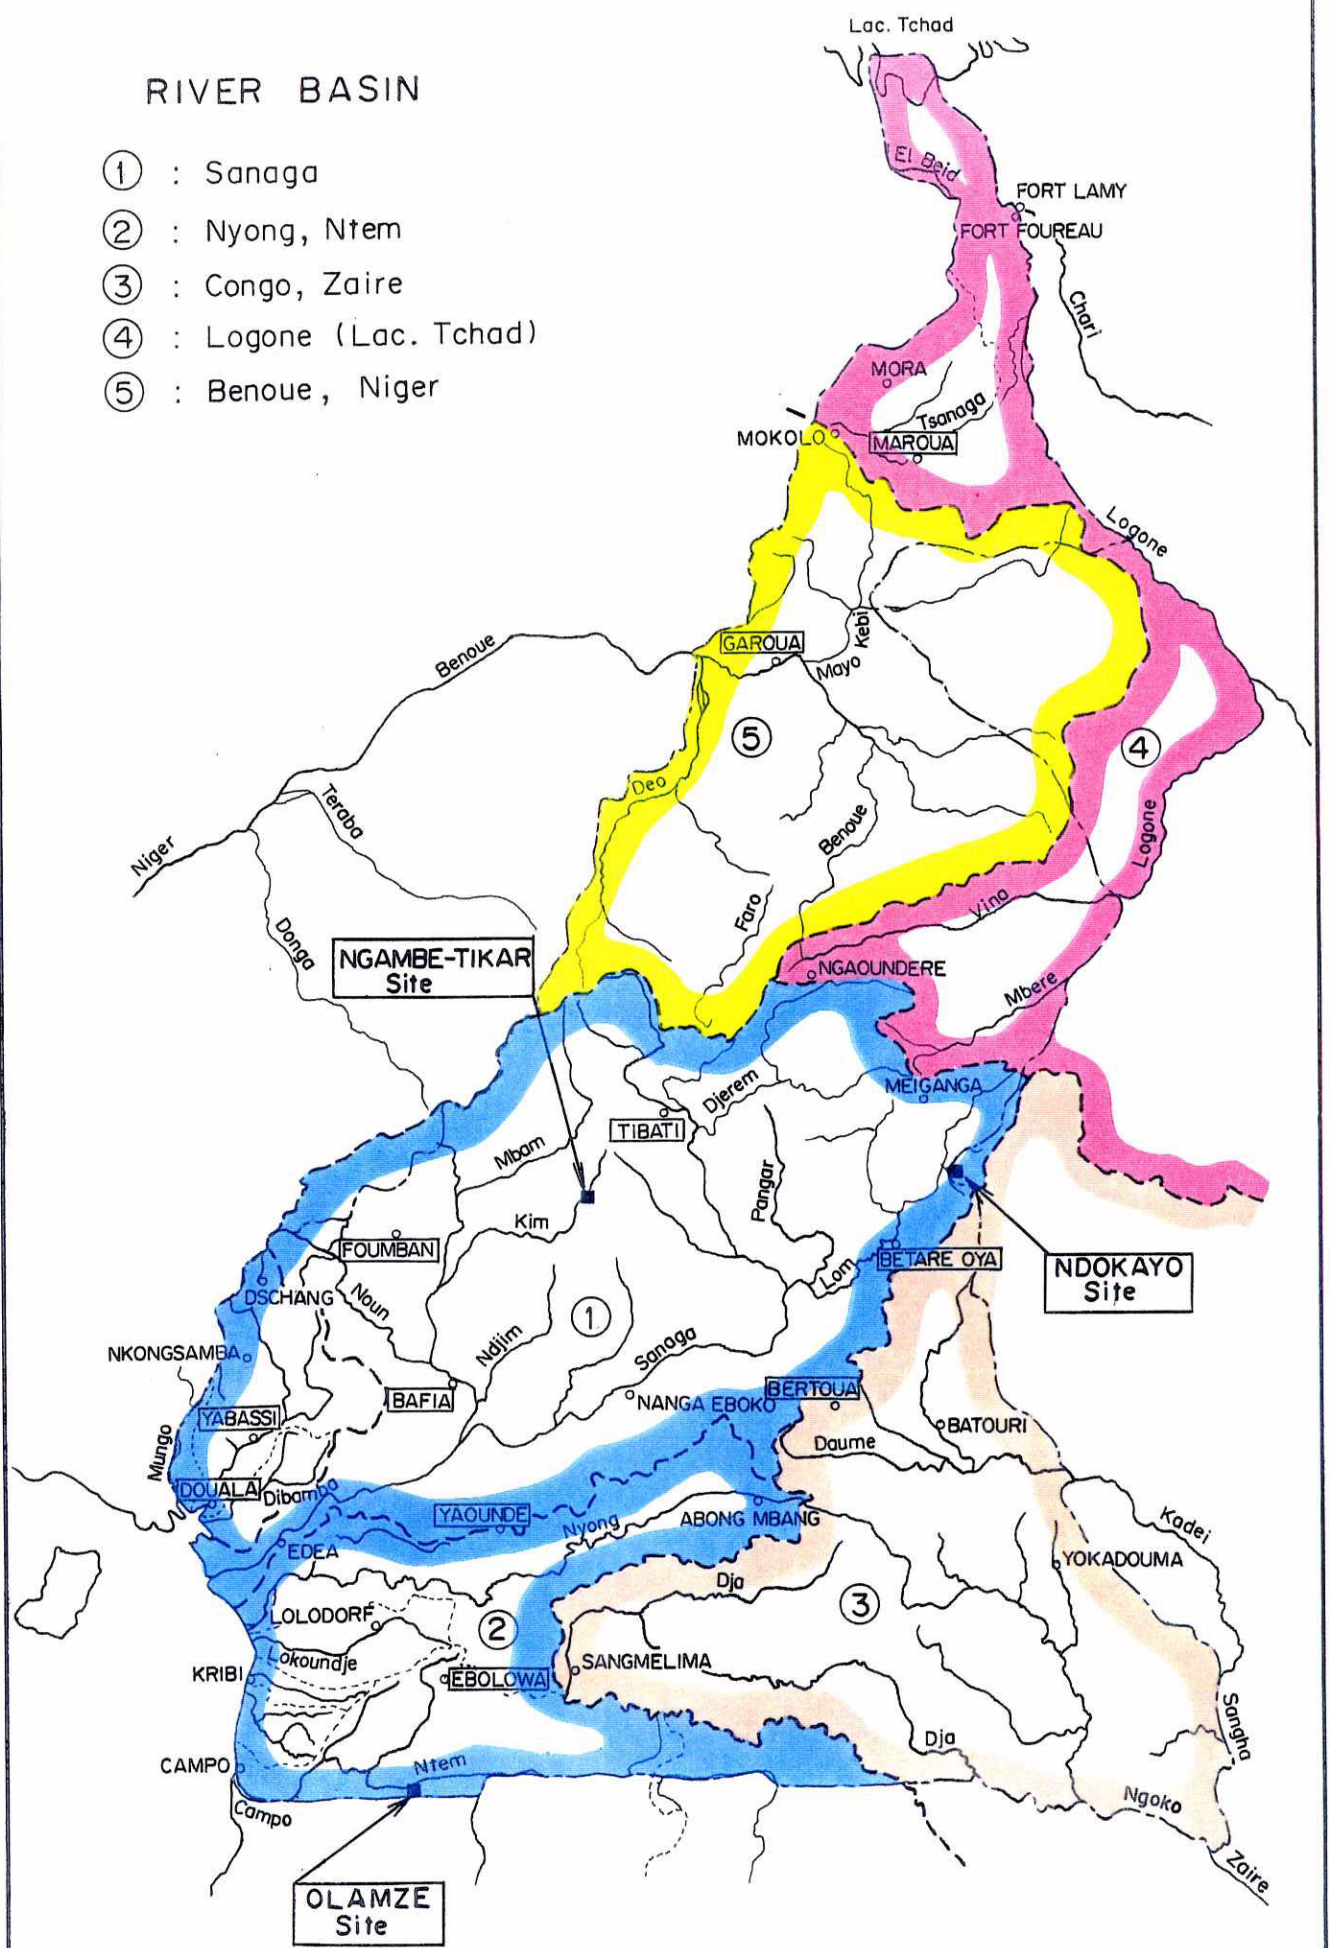 Lac. Tchad
RIVER BASIN
① : Sanaga
② : Nyong, Ntem
③ : Congo, Zaire
④ : Logone (Lac. Tchad)
⑤ : Benoue, Niger
El Beid
FORT LAMY
FORT FOUREAU
Chari
MORA
Tsanaga
MOKOLO
MAROUA
Logone
Benoue
GAROUA
Mayo Kebi
⑤
④
Deo
Teraba
Benoue
Logone
Niger
Faro
Vina
Donga
NGAMBE-TIKAR
Site
NGAOUNDERE
Mbere
MEIGANGA
Djerem
TIBATI
Mbam
Pangar
Kim
FOUMBAN
Lom
BETARE OYA
NDOKAYO
Site
DSCHANG
Noun
①
Ndjim
Sanaga
NKONGSAMBA
BAFIA
NANGA EBOKO
BERTOUA
YABASSI
BATOURI
Mungo
Daume
DOUALA
Dibamba
YAOUNDE
Nyong
ABONG MBANG
Kadei
EDEA
YOKADOUMA
Dja
③
LOLODORF
②
Lokoundje
SANGMELIMA
KRIBI
EBOLOWA
Sangha
Dja
CAMPO
Ntem
Ngoko
Campo
Zaire
OLAMZE
Site